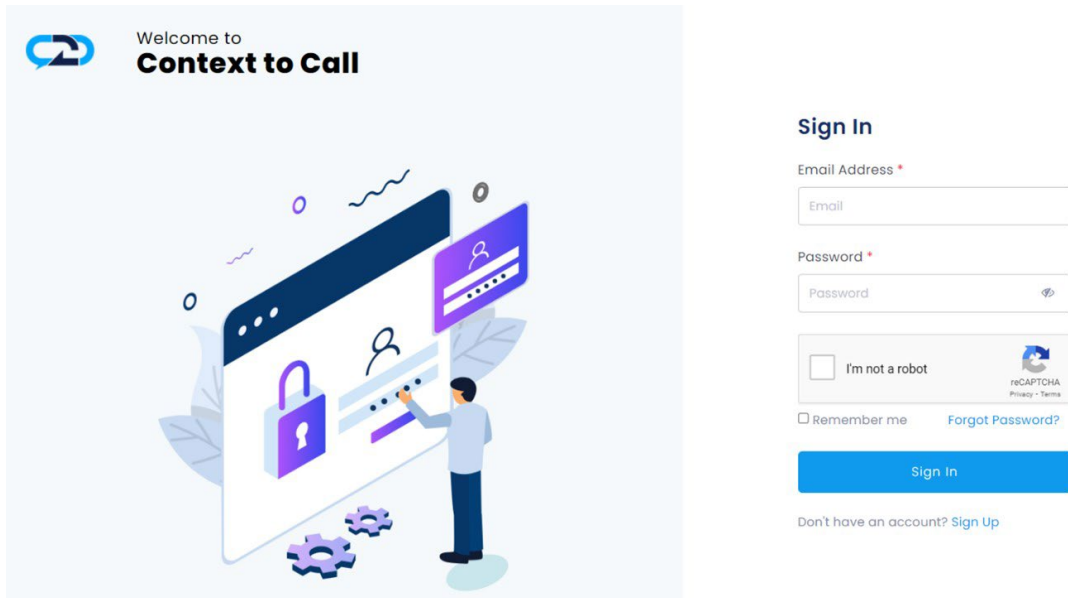 Welcome to
Context to Call
Sign In
Email Address *
Email
Password *
Password
I'm not a robot
reCAPTCHA
Privacy - Terms
Remember me Forgot Password?
Sign In
Don't have an account? Sign Up